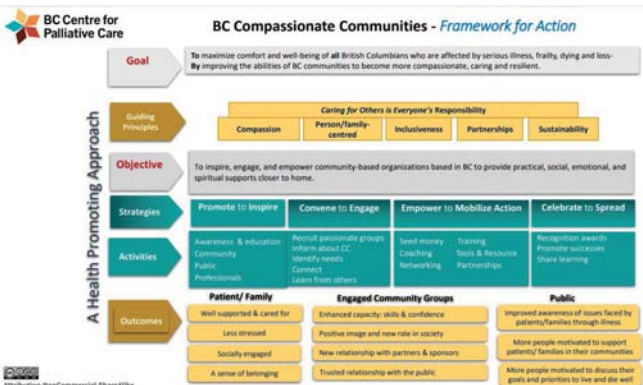 BC Centre for
Palliative Care
BC Compassionate Communities - Framework for Action
A Health Promoting Approach
Goal
To maximize comfort and well-being of all British Columbians who are affected by serious illness, frailty, dying and loss-
By improving the abilities of BC communities to become more compassionate, caring and resilient.
Guiding
Principles
Caring for Others is Everyone's Responsibility
Compassion
Person/family-
centred
Inclusiveness
Partnerships
Sustainability
Objective
To inspire, engage, and empower community-based organizations based in BC to provide practical, social, emotional, and
spiritual supports closer to home.
Strategies
Promote to Inspire
Convene to Engage
Empower to Mobilize Action
Celebrate to Spread
Activities
Awareness & education
Community
Public
Professionals
Recruit passionate groups
Inform about CC
Identify needs
Connect
Learn from others
Seed money
Coaching
Networking
Training
Tools & Resource
Partnerships
Recognition awards
Promote successes
Share learning
Outcomes
Patient/ Family
Well supported & cared for
Less stressed
Socially engaged
A sense of belonging
Engaged Community Groups
Enhanced capacity: skills & confidence
Positive image and new role in society
New relationship with partners & sponsors
Trusted relationship with the public
Public
Improved awareness of issues faced by
patients/families through illness
More people motivated to support
patients/ families in their communities
More people motivated to discuss their
goals and priorities to live and die well